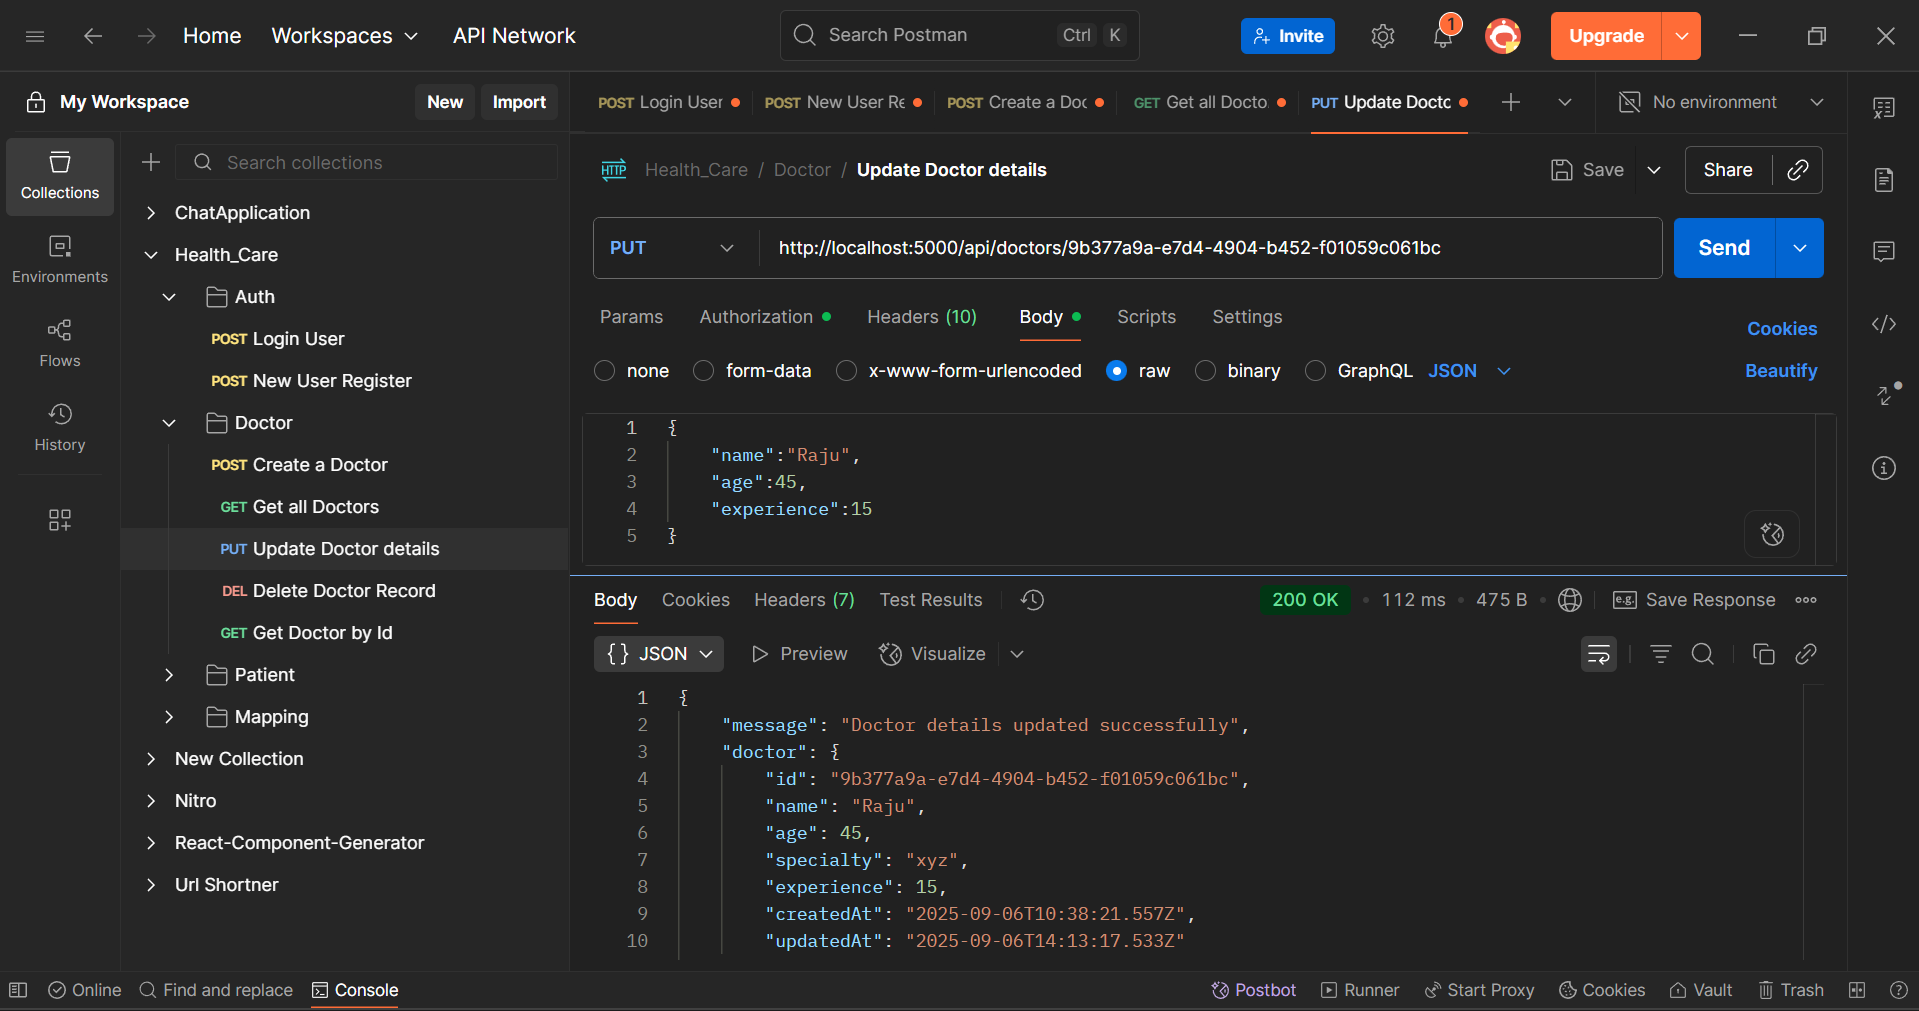 Home Workspaces API Network Search Postman Ctrl K Invite 1 Upgrade
My Workspace New Import
POST Login User POST New User Re POST Create a Doc GET Get all Docto. PUT Update Docto No environment
Search collections
Collections
Environments
Flows
History
ChatApplication
Health_Care
Auth
POST Login User
POST New User Register
Doctor
POST Create a Doctor
GET Get all Doctors
PUT Update Doctor details
DEL Delete Doctor Record
GET Get Doctor by Id
Patient
Mapping
New Collection
Nitro
React-Component-Generator
Url Shortner
HTTP Health_Care / Doctor / Update Doctor details Save Share
PUT http://localhost:5000/api/doctors/9b377a9a-e7d4-4904-b452-f01059c061bc Send
Params Authorization Headers (10) Body Scripts Settings Cookies
none form-data x-www-form-urlencoded raw binary GraphQL JSON Beautify
1 {
2 "name":"Raju",
3 "age":45,
4 "experience":15
5 }
Body Cookies Headers (7) Test Results 200 OK • 112 ms • 475 B • e.g. Save Response
{} JSON Preview Visualize
1 {
2 "message": "Doctor details updated successfully",
3 "doctor": {
4 "id": "9b377a9a-e7d4-4904-b452-f01059c061bc",
5 "name": "Raju",
6 "age": 45,
7 "specialty": "xyz",
8 "experience": 15,
9 "createdAt": "2025-09-06T10:38:21.557Z",
10 "updatedAt": "2025-09-06T14:13:17.533Z"
Online Find and replace Console Postbot Runner Start Proxy Cookies Vault Trash